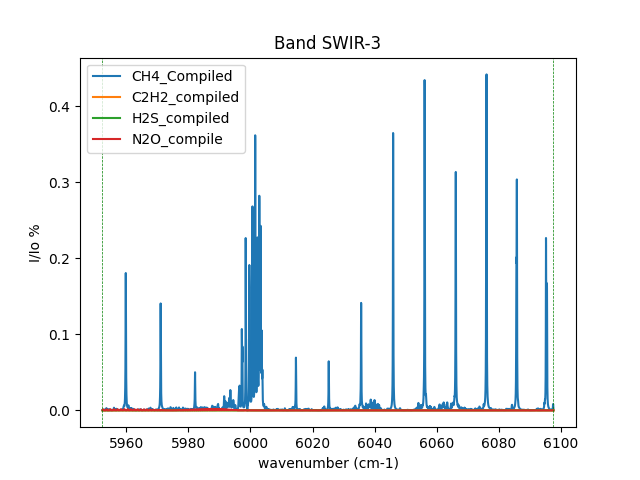 Band SWIR-3
CH4_Compiled
C2H2_compiled
H2S_compiled
N2O_compile
I/Io %
0.4
0.3
0.2
0.1
0.0
5960 5980 6000 6020 6040 6060 6080 6100
wavenumber (cm-1)